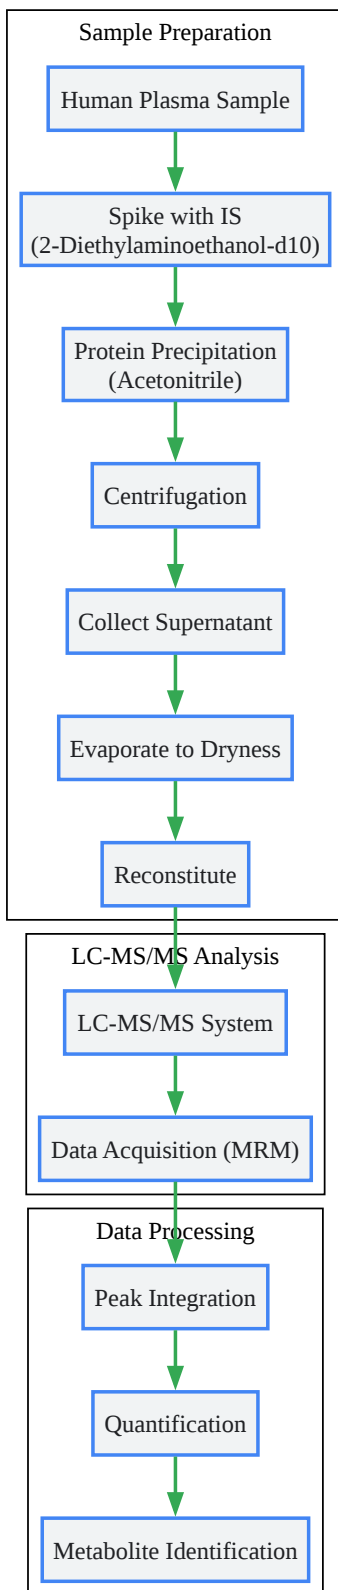 Sample Preparation
Human Plasma Sample
Spike with IS
(2-Diethylaminoethanol-d10)
Protein Precipitation
(Acetonitrile)
Centrifugation
Collect Supernatant
Evaporate to Dryness
Reconstitute
LC-MS/MS Analysis
LC-MS/MS System
Data Acquisition (MRM)
Data Processing
Peak Integration
Quantification
Metabolite Identification